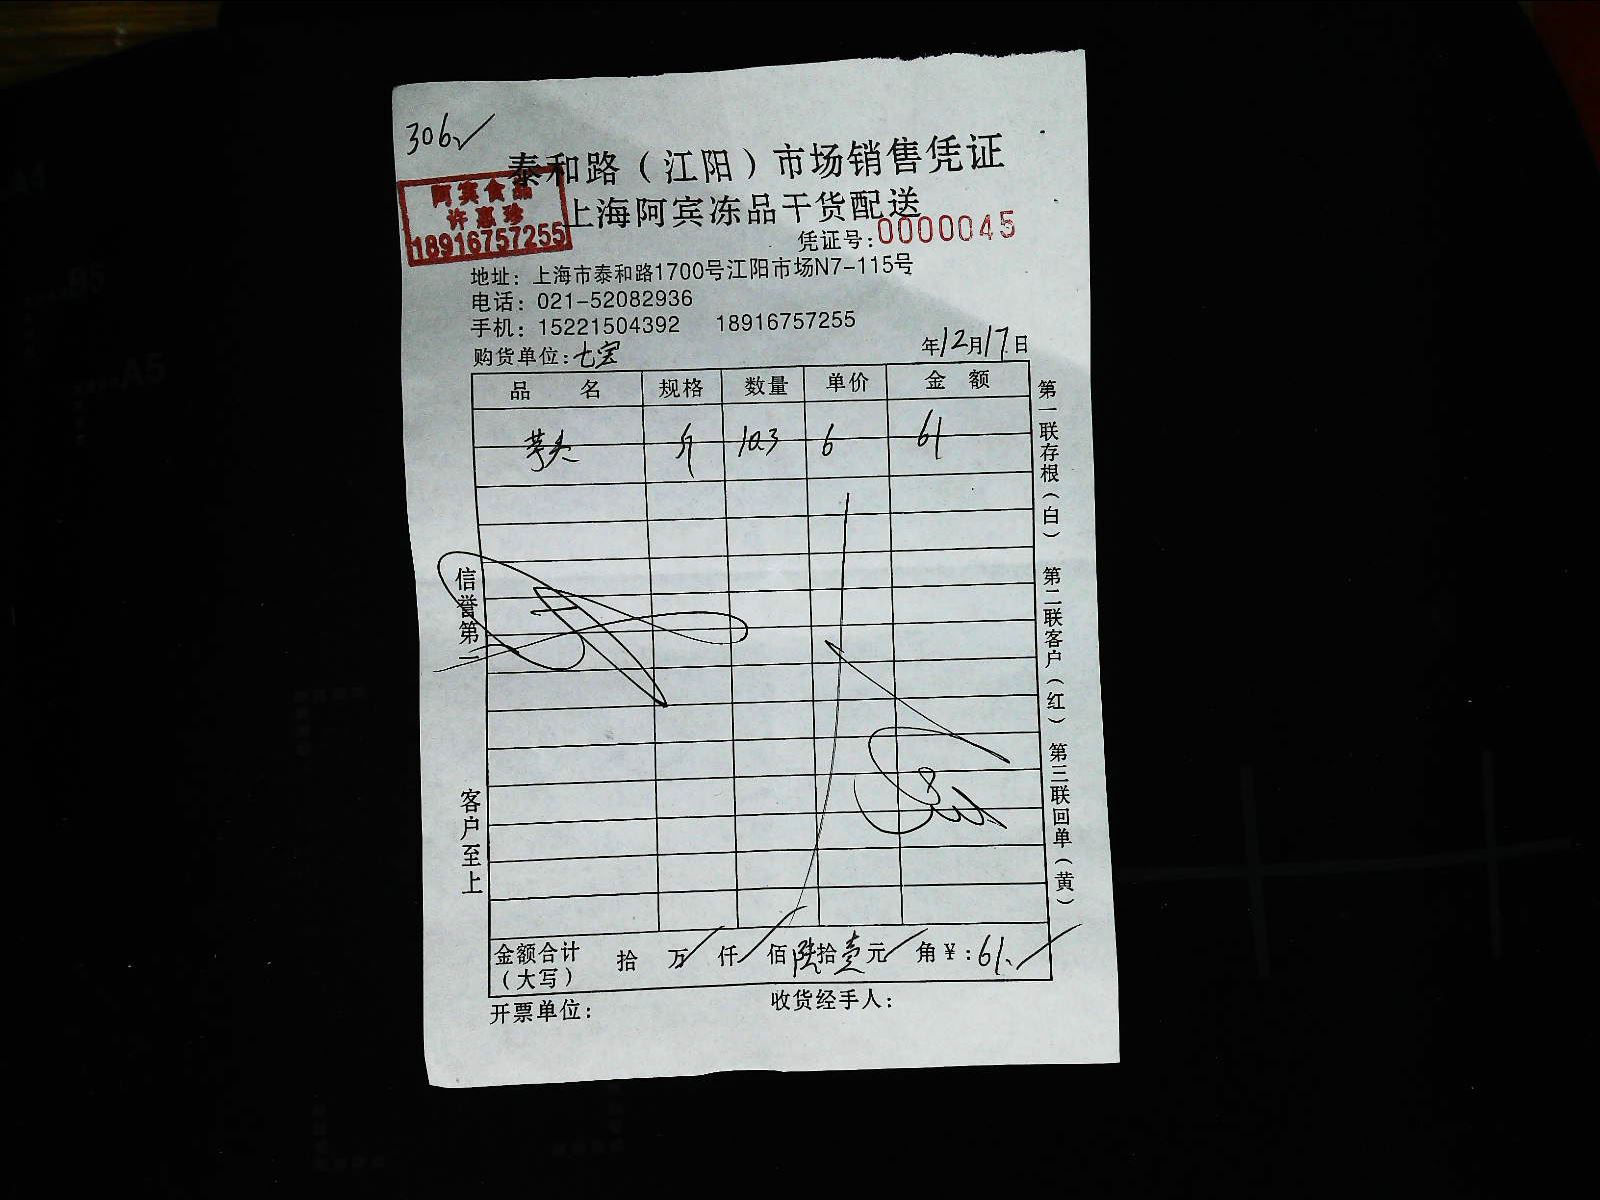 306✓
泰和路（江阳）市场销售凭证
阿宾食品
许惠珍
18916757255
上海阿宾冻品干货配送
凭证号:0000045
地址：上海市泰和路1700号江阳市场N7-115号
电话：021-52082936
手机：15221504392 18916757255
购货单位:七宝 年12月17日
品 名 规格 数量 单价 金 额
芋头 斤 10.3 6 61
信誉第一
客户至上
第一联存根（白）
第二联客户（红）
第三联回单（黄）
金额合计（大写） 拾 万 仟 佰陆拾壹元 角 ¥:61.
开票单位： 收货经手人：